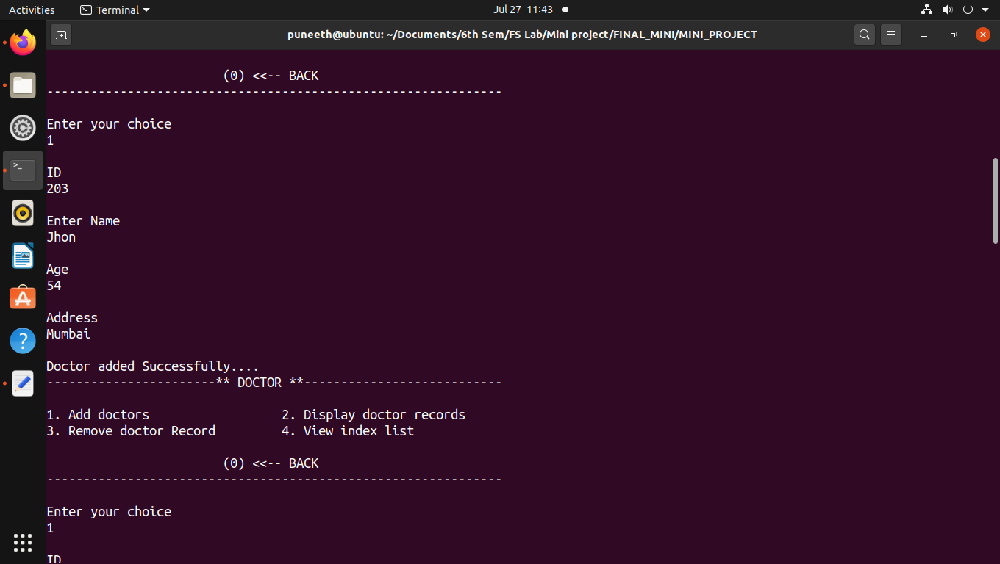 Activities Terminal Jul 27 11:43
puneeth@ubuntu: ~/Documents/6th Sem/FS Lab/Mini project/FINAL_MINI/MINI_PROJECT
(0) <<-- BACK
--------------------------------------------------------------
Enter your choice
1
ID
203
Enter Name
Jhon
Age
54
Address
Mumbai
Doctor added Successfully....
-----------------------** DOCTOR **---------------------------
1. Add doctors 2. Display doctor records
3. Remove doctor Record 4. View index list
(0) <<-- BACK
--------------------------------------------------------------
Enter your choice
1
ID